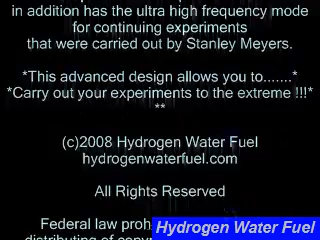 in addition has the ultra high frequency mode
for continuing experiments
that were carried out by Stanley Meyers.
*This advanced design allows you to.......*
*Carry out your experiments to the extreme !!!*
**
(c)2008 Hydrogen Water Fuel
hydrogenwaterfuel.com
All Rights Reserved
Federal law proh
Hydrogen Water Fuel